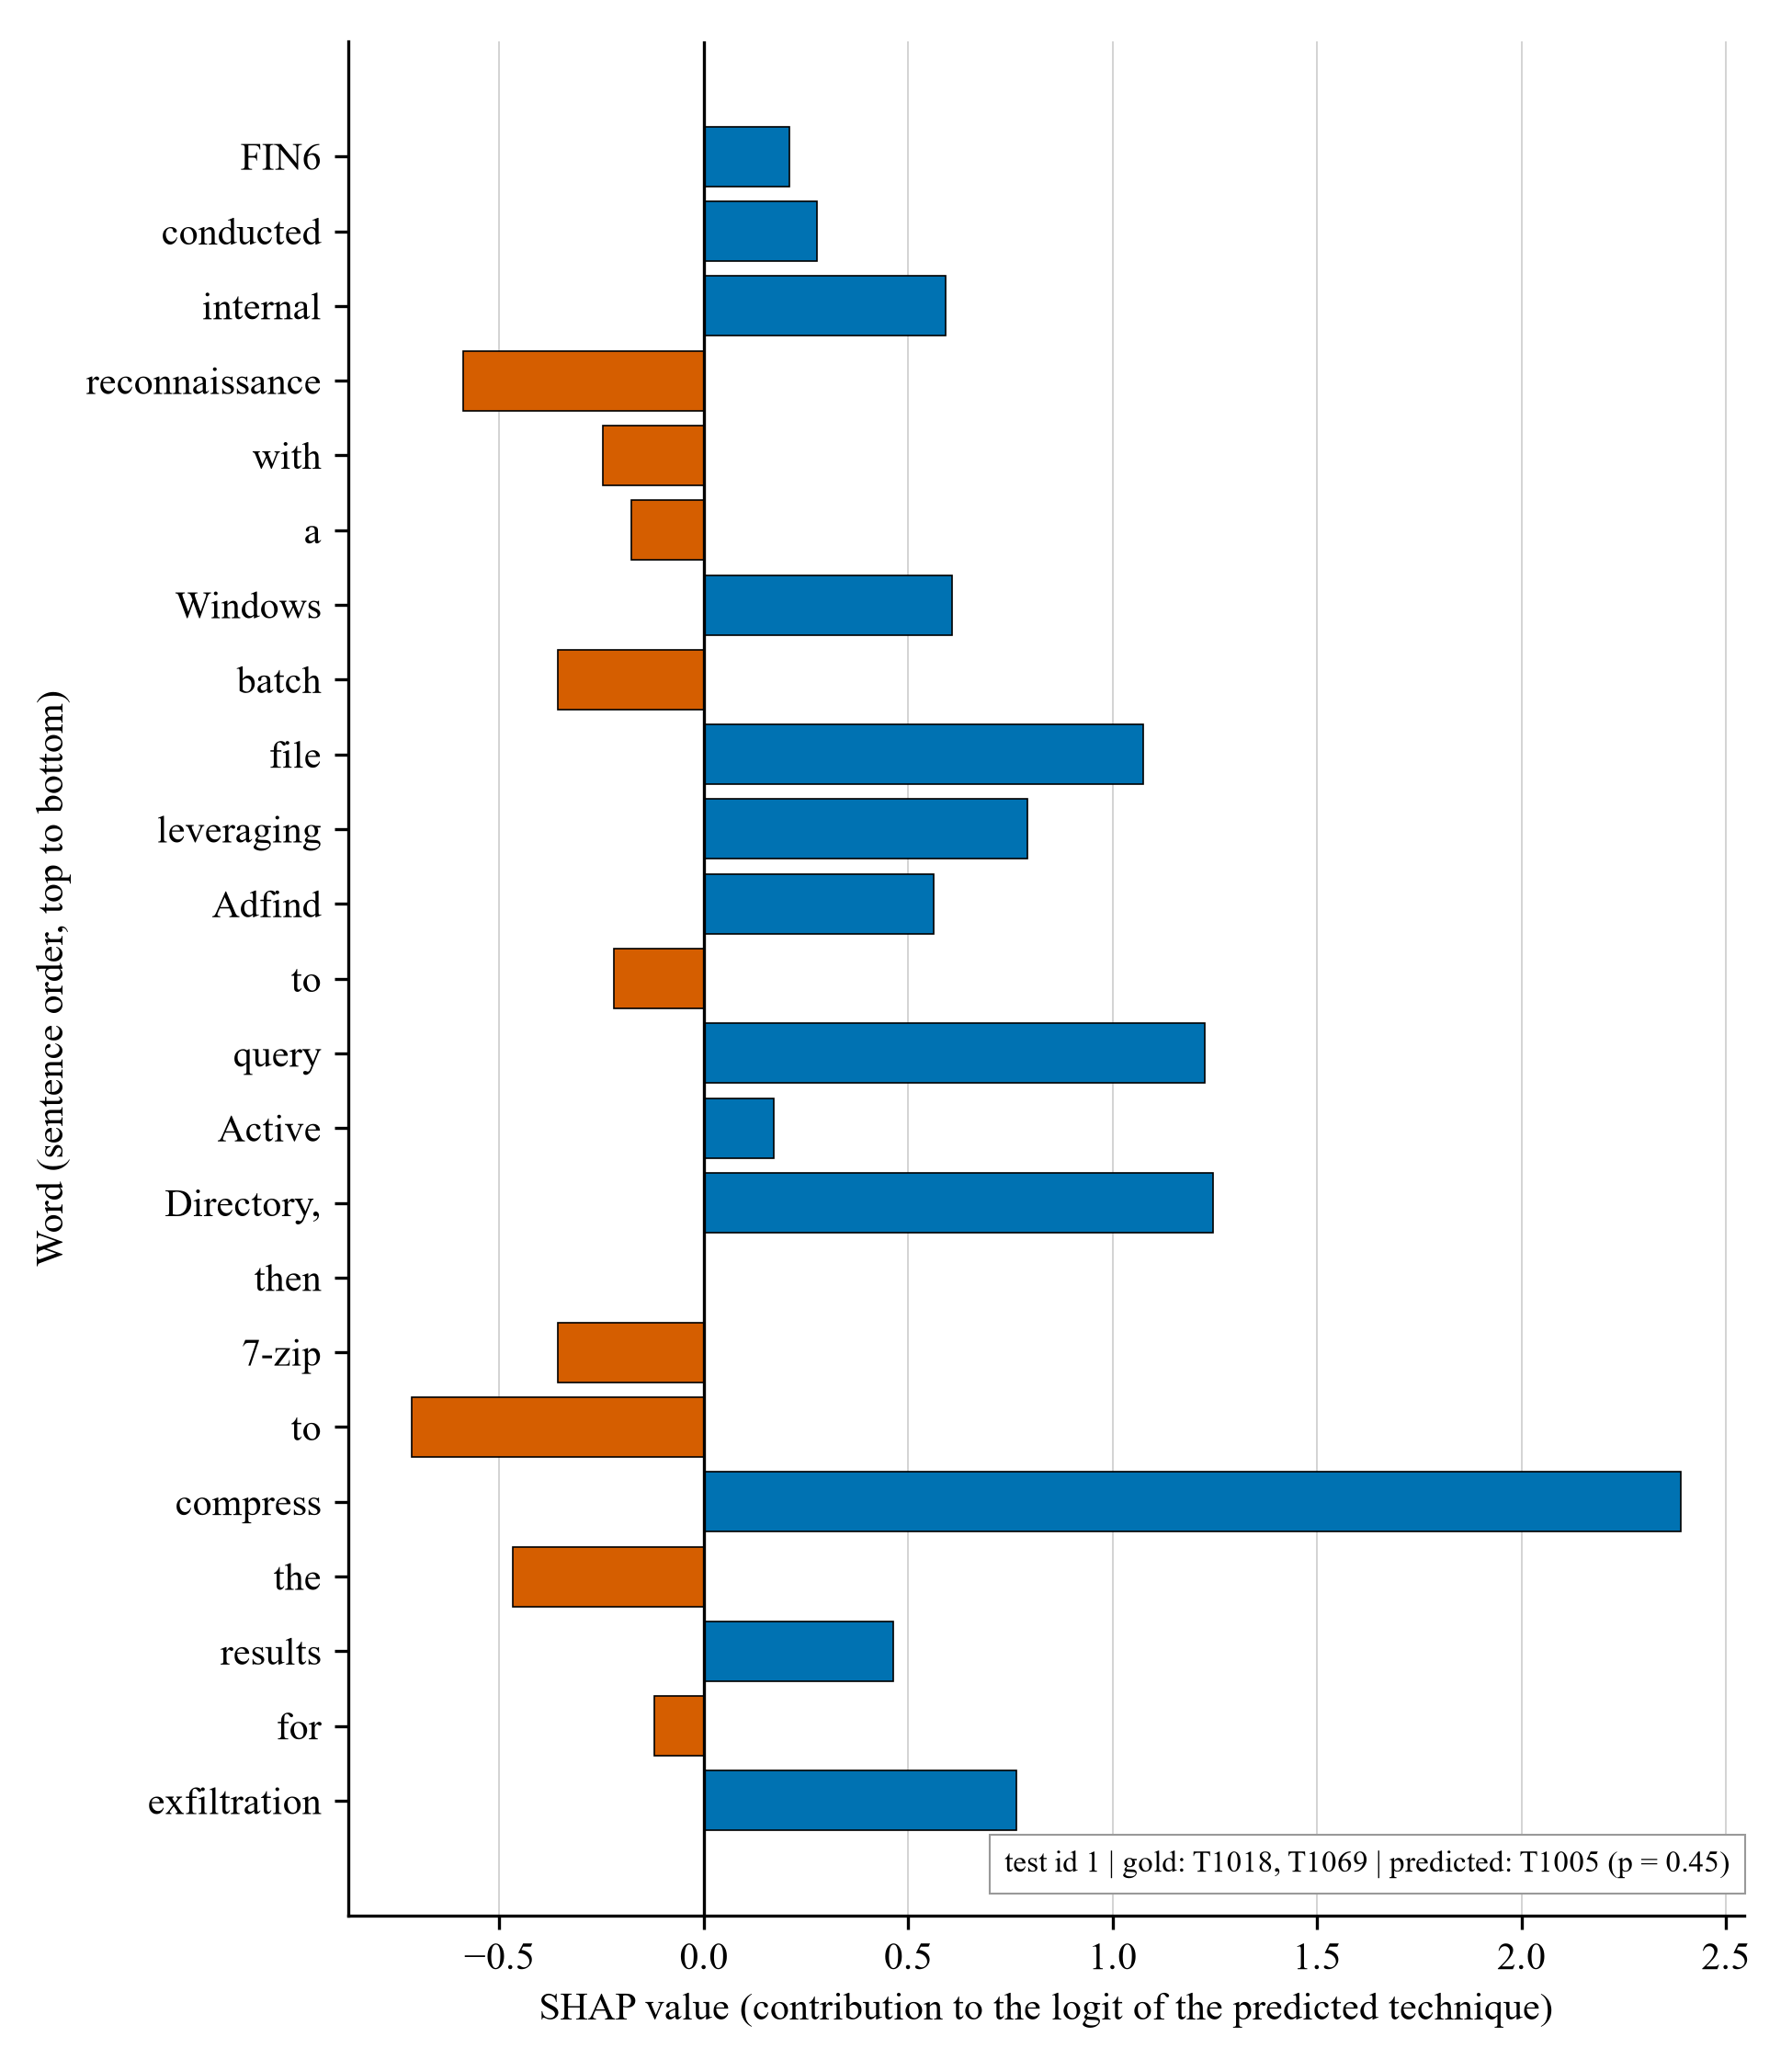 Word (sentence order, top to bottom)
FIN6
conducted
internal
reconnaissance
with
a
Windows
batch
file
leveraging
Adfind
to
query
Active
Directory,
then
7-zip
to
compress
the
results
for
exfiltration
test id 1 | gold: T1018, T1069 | predicted: T1005 (p = 0.45)
−0.5 0.0 0.5 1.0 1.5 2.0 2.5
SHAP value (contribution to the logit of the predicted technique)